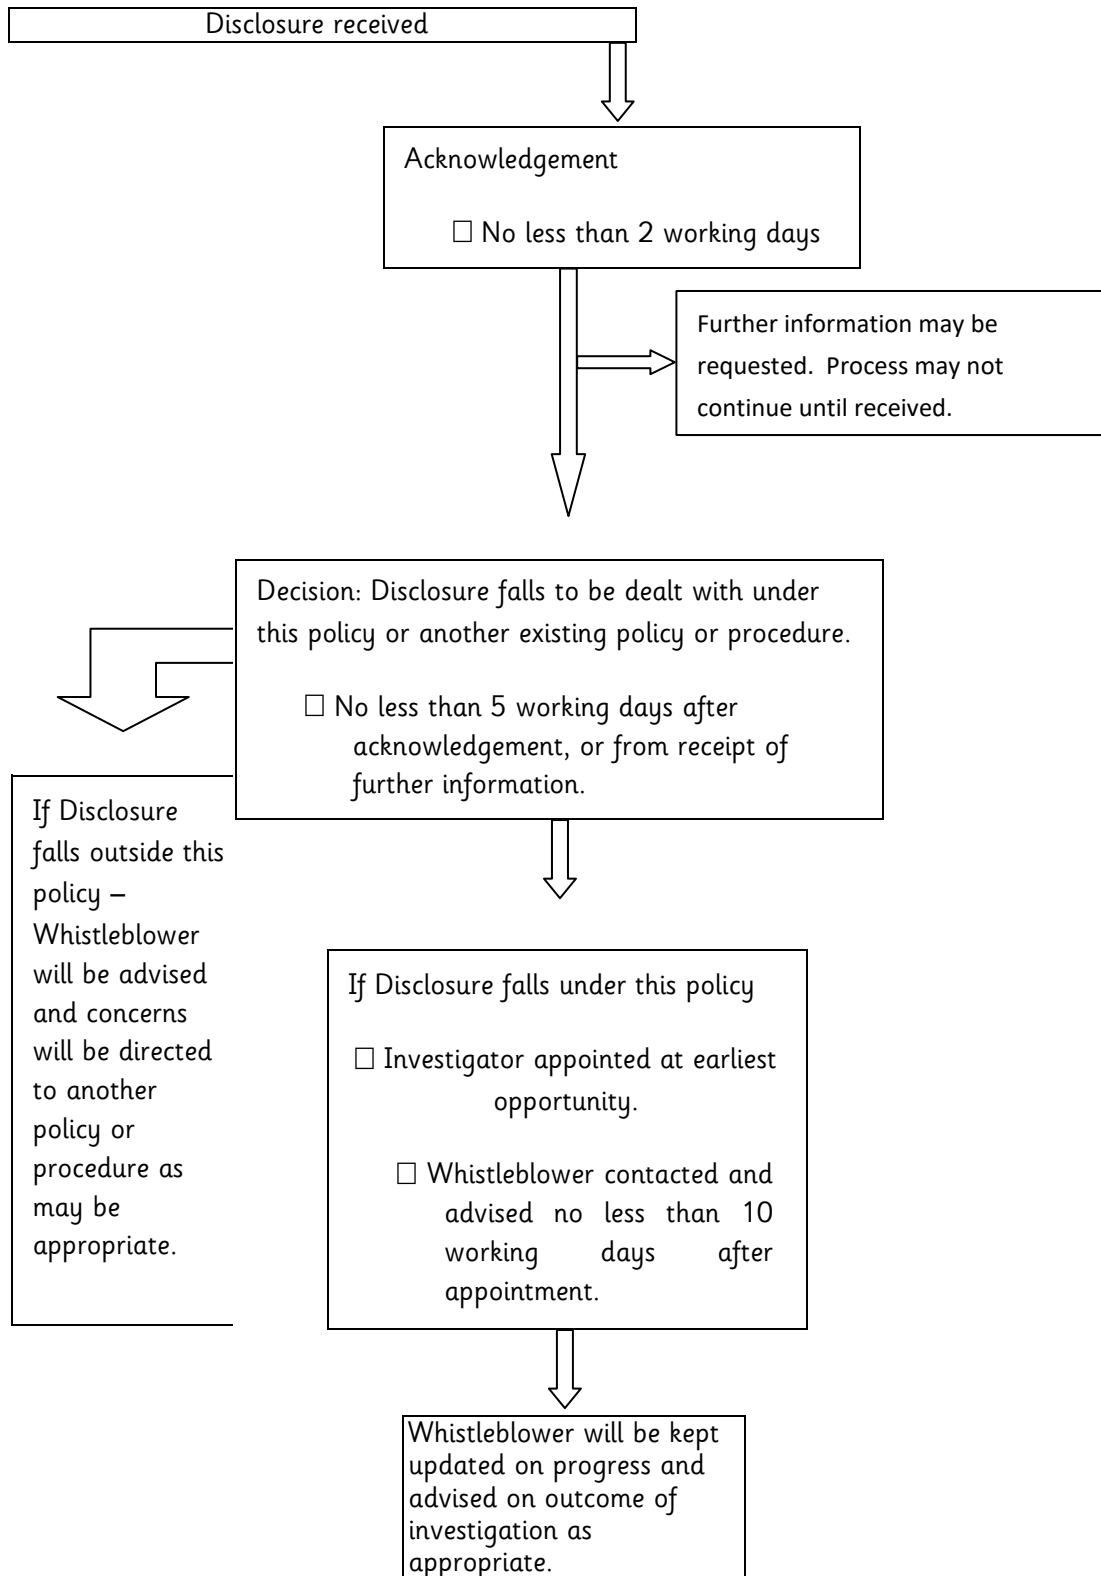 Disclosure received
Acknowledgement
☐ No less than 2 working days
Further information may be
requested. Process may not
continue until received.
Decision: Disclosure falls to be dealt with under
this policy or another existing policy or procedure.
☐ No less than 5 working days after
acknowledgement, or from receipt of
further information.
If Disclosure
falls outside this
policy –
Whistleblower
will be advised
and concerns
will be directed
to another
policy or
procedure as
may be
appropriate.
If Disclosure falls under this policy
☐ Investigator appointed at earliest
opportunity.
☐ Whistleblower contacted and
advised no less than 10
working days after
appointment.
Whistleblower will be kept
updated on progress and
advised on outcome of
investigation as
appropriate.